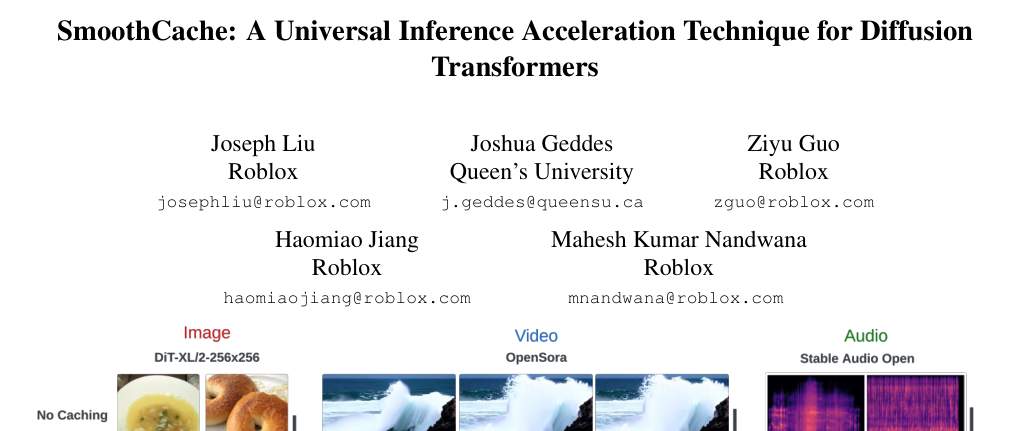 SmoothCache: A Universal Inference Acceleration Technique for Diffusion
Transformers
Joseph Liu
Roblox
josephliu@roblox.com
Joshua Geddes
Queen's University
j.geddes@queensu.ca
Ziyu Guo
Roblox
zguo@roblox.com
Haomiao Jiang
Roblox
haomiaojiang@roblox.com
Mahesh Kumar Nandwana
Roblox
mnandwana@roblox.com
Image
DiT-XL/2-256x256
Video
OpenSora
Audio
Stable Audio Open
No Caching